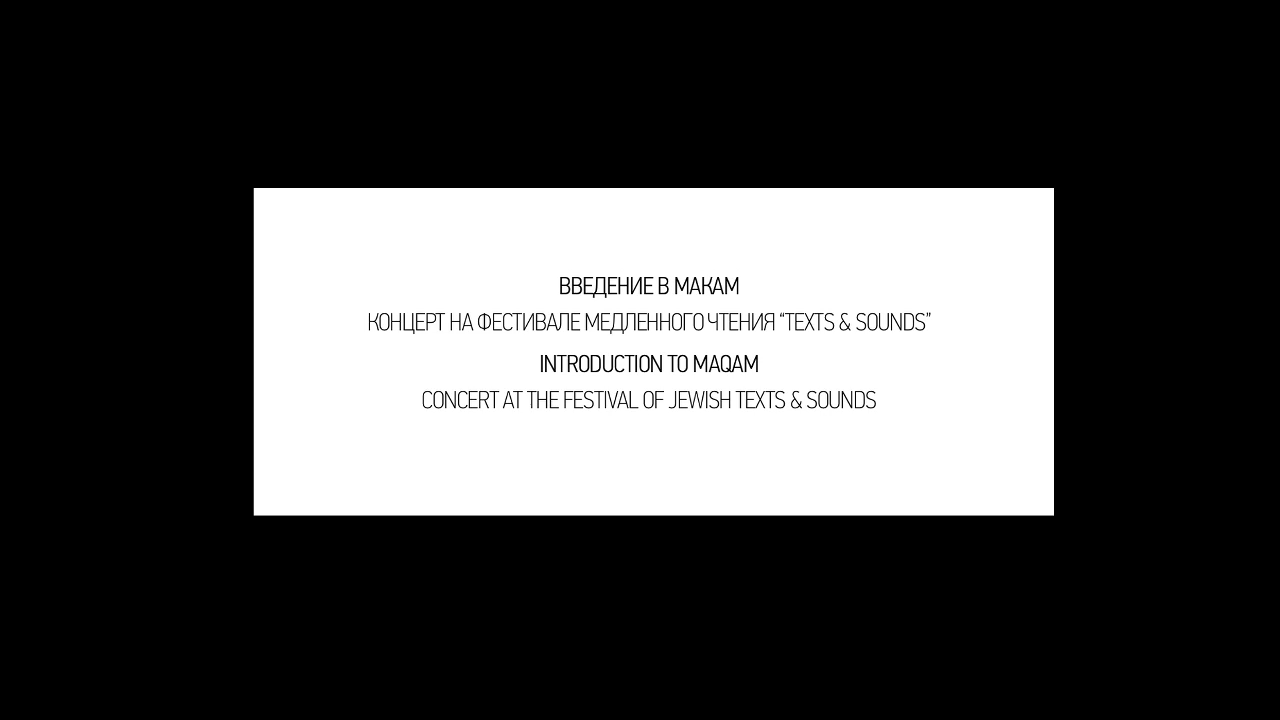 ВВЕДЕНИЕ В МАКАМ
КОНЦЕРТ НА ФЕСТИВАЛЕ МЕДЛЕННОГО ЧТЕНИЯ “TEXTS & SOUNDS”
INTRODUCTION TO MAQAM
CONCERT AT THE FESTIVAL OF JEWISH TEXTS & SOUNDS